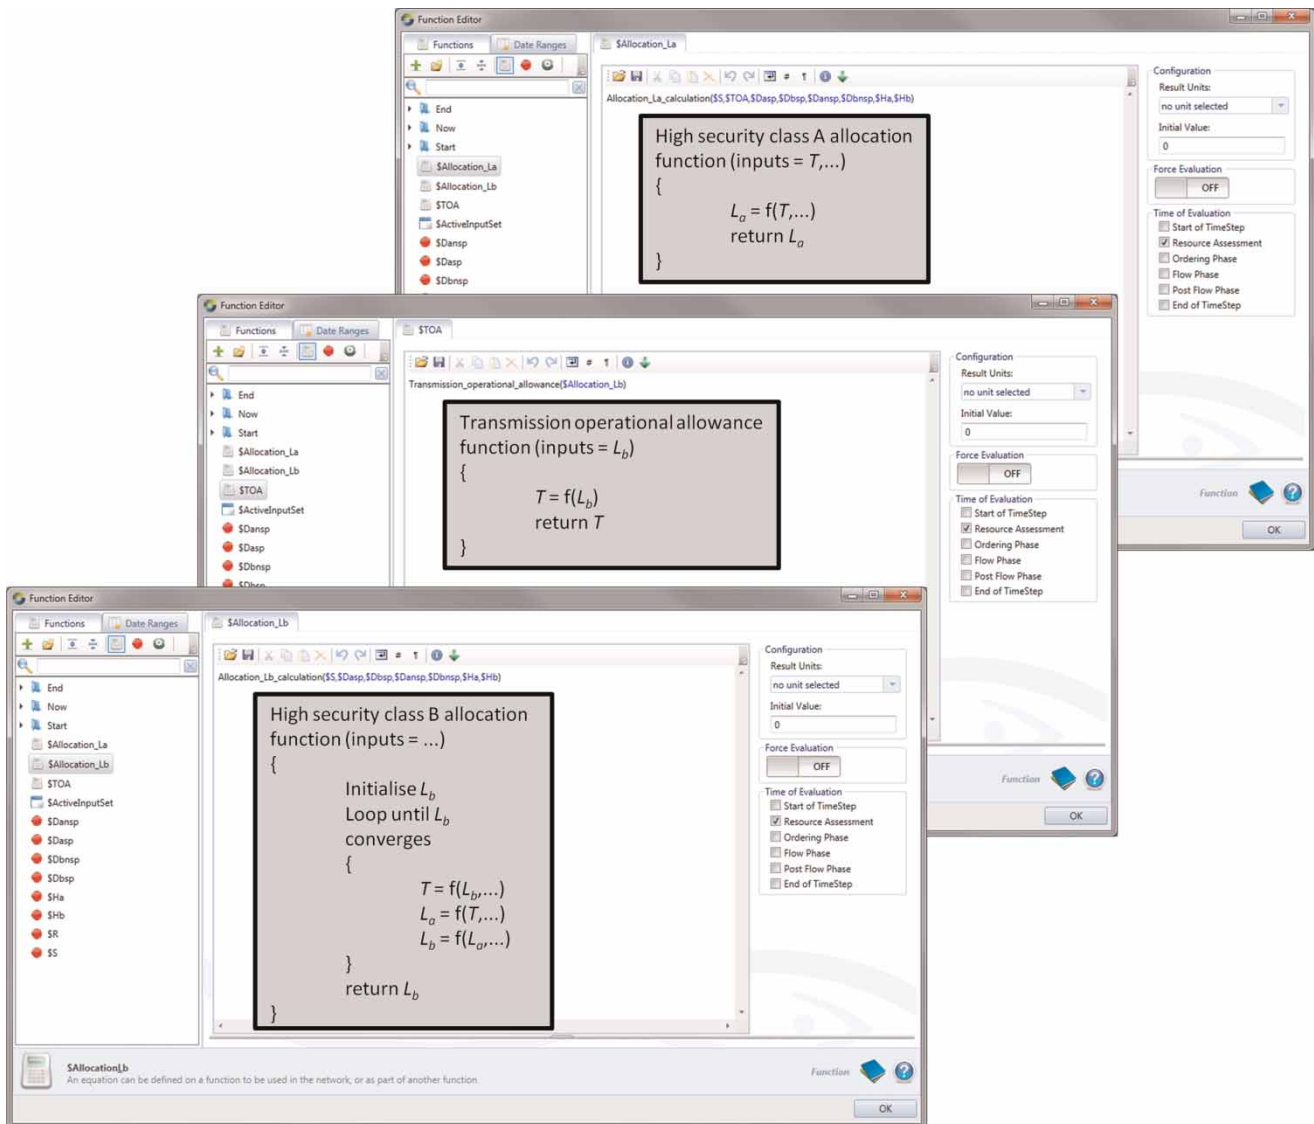 Function Editor
Functions
Date Ranges
$Allocation_La
Allocation_La_calculation($S,$TOA,$Dasp,$Dbsp,$Dansp,$Dbnsp,$Ha,$Hb)
End
Now
Start
$Allocation_La
$Allocation_Lb
$TOA
$ActiveInputSet
$Dansp
$Dasp
$Dbnsp
High security class A allocation
function (inputs = T,...)
{
La = f(T,...)
return La
}
Configuration
Result Units:
no unit selected
Initial Value:
0
Force Evaluation
OFF
Time of Evaluation
Start of TimeStep
Resource Assessment
Ordering Phase
Flow Phase
Post Flow Phase
End of TimeStep
Function
OK
Function Editor
Functions
Date Ranges
$TOA
Transmission_operational_allowance($Allocation_Lb)
End
Now
Start
$Allocation_La
$Allocation_Lb
$TOA
$ActiveInputSet
$Dansp
$Dasp
$Dbnsp
$Dbsp
Transmission operational allowance
function (inputs = Lb)
{
T = f(Lb)
return T
}
Configuration
Result Units:
no unit selected
Initial Value:
0
Force Evaluation
OFF
Time of Evaluation
Start of TimeStep
Resource Assessment
Ordering Phase
Flow Phase
Post Flow Phase
End of TimeStep
Function
OK
Function Editor
Functions
Date Ranges
$Allocation_Lb
Allocation_Lb_calculation($S,$Dasp,$Dbsp,$Dansp,$Dbnsp,$Ha,$Hb)
End
Now
Start
$Allocation_La
$Allocation_Lb
$TOA
$ActiveInputSet
$Dansp
$Dasp
$Dbnsp
$Dbsp
$Ha
$Hb
$R
$S
High security class B allocation
function (inputs = ...)
{
Initialise Lb
Loop until Lb
converges
{
T = f(Lb,...)
La = f(T,...)
Lb = f(La,...)
}
return Lb
}
Configuration
Result Units:
no unit selected
Initial Value:
0
Force Evaluation
OFF
Time of Evaluation
Start of TimeStep
Resource Assessment
Ordering Phase
Flow Phase
Post Flow Phase
End of TimeStep
$Allocation_Lb
An equation can be defined on a function to be used in the network, or as part of another function.
Function
OK